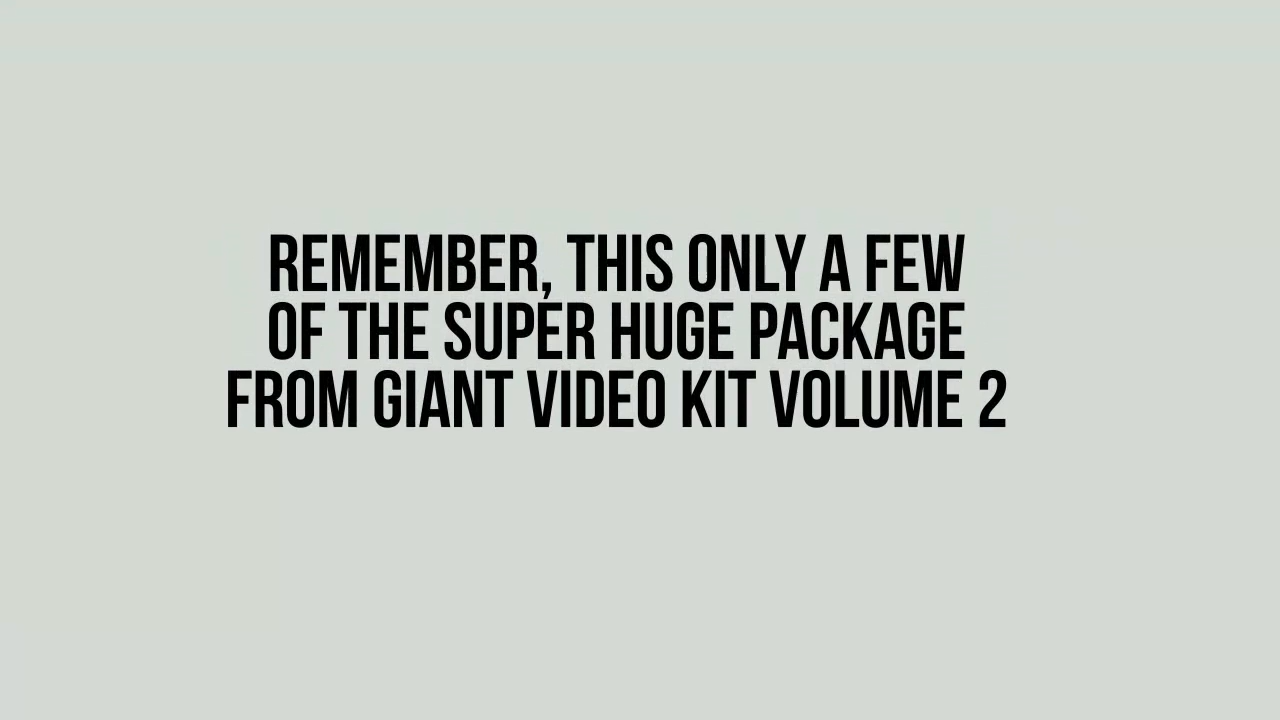 REMEMBER, THIS ONLY A FEW
OF THE SUPER HUGE PACKAGE
FROM GIANT VIDEO KIT VOLUME 2